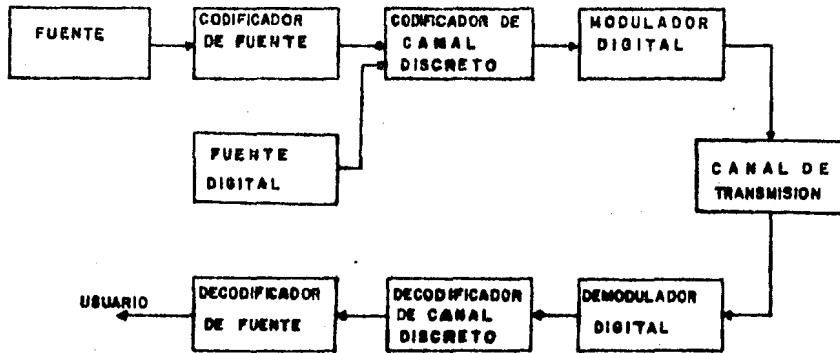 FUENTE
CODIFICADOR
DE FUENTE
CODIFICADOR DE
CANAL
DISCRETO
MODULADOR
DIGITAL
FUENTE
DIGITAL
CANAL DE
TRANSMISION
USUARIO
DECODIFICADOR
DE FUENTE
DECODIFICADOR
DE CANAL
DISCRETO
DEMODULADOR
DIGITAL